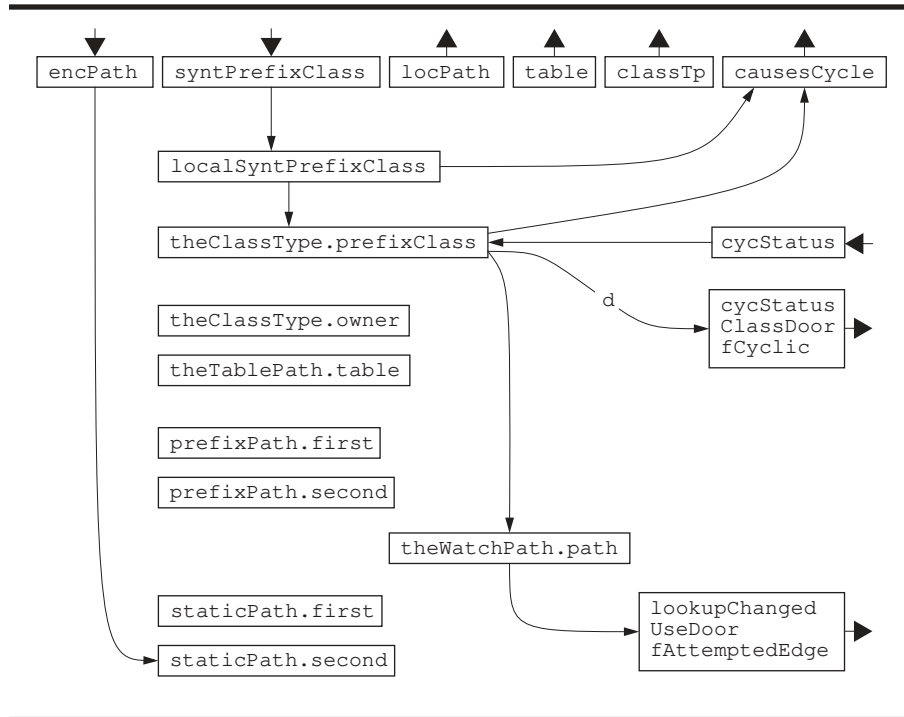 encPath
syntPrefixClass
locPath
table
classTp
causesCycle
localSyntPrefixClass
theClassType.prefixClass
cycStatus
d
cycStatus
ClassDoor
fCyclic
theClassType.owner
theTablePath.table
prefixPath.first
prefixPath.second
theWatchPath.path
staticPath.first
lookupChanged
UseDoor
fAttemptedEdge
staticPath.second